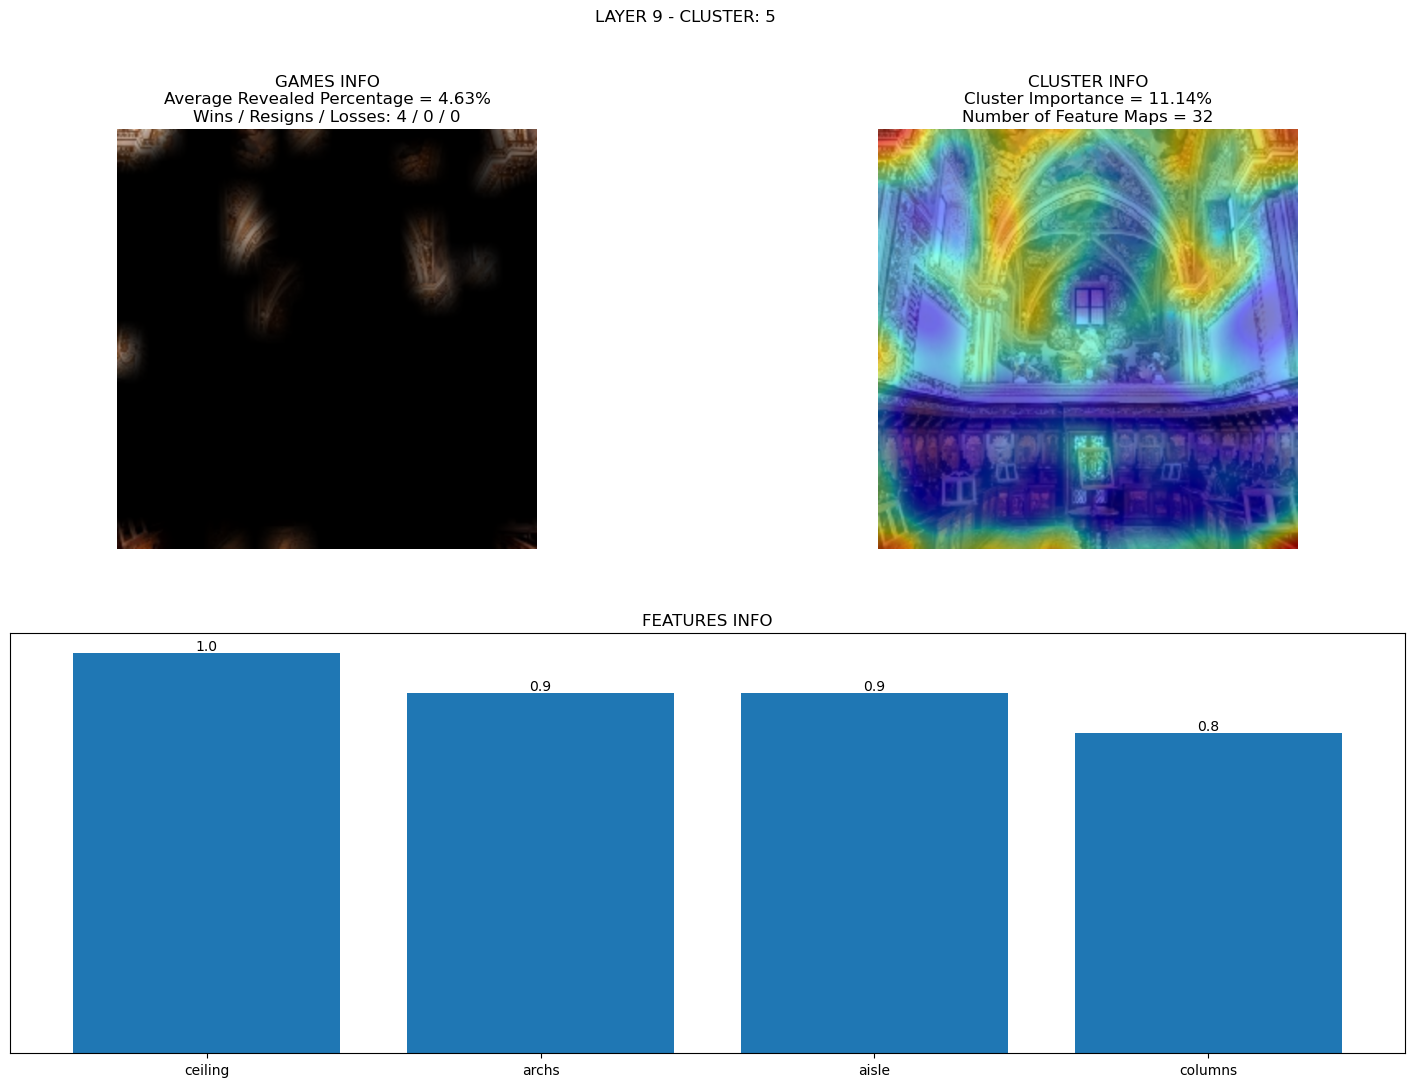 LAYER 9 - CLUSTER: 5
GAMES INFO
Average Revealed Percentage = 4.63%
Wins / Resigns / Losses: 4 / 0 / 0
CLUSTER INFO
Cluster Importance = 11.14%
Number of Feature Maps = 32
FEATURES INFO
1.0
0.9
0.9
0.8
ceiling
archs
aisle
columns